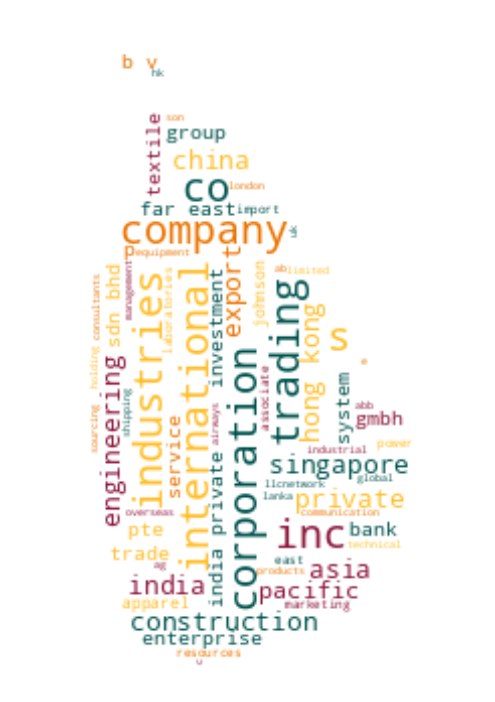 b v
hk
son
textile
group
china
co
london
far east
import
company
uk
p
equipment
export
management
sdn bhd
industries
laboratories
international
investment
johnson
ab
limited
trading
hong kong
s
consultants
holding
e
engineering
shipping
corporation
associate
system
abb
gmbh
sourcing
service
airways
industrial
power
singapore
global
llcnetwork
lanka
private
india private
overseas
communication
pte
inc
bank
technical
trade
east
ag
products
asia
india
pacific
apparel
marketing
construction
enterprise
resources
u